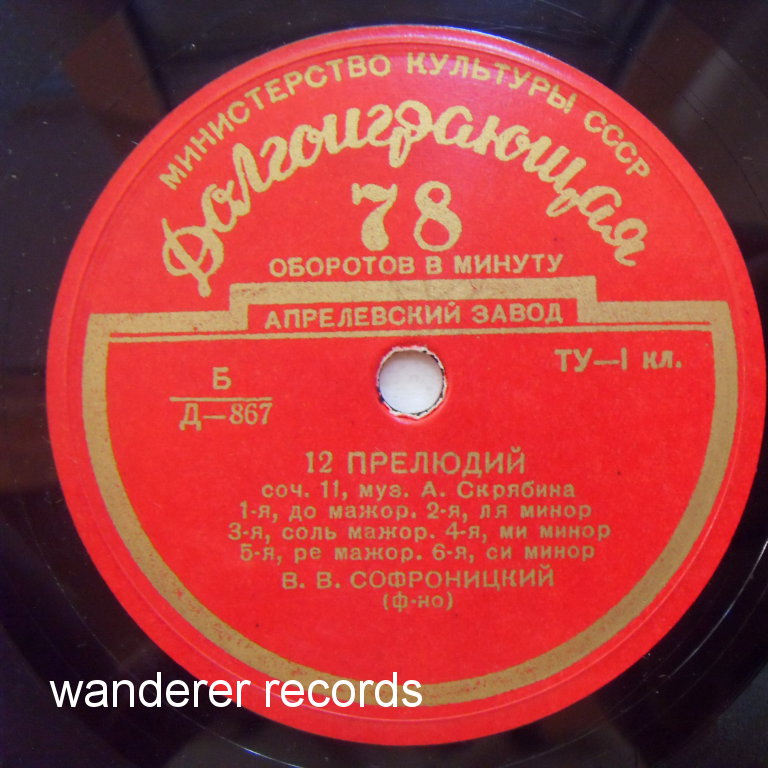 МИНИСТЕРСТВО КУЛЬТУРЫ СССР
Долгоиграющая
78
ОБОРОТОВ В МИНУТУ
АПРЕЛЕВСКИЙ ЗАВОД
ТУ—I кл.
Б
Д—867
12 ПРЕЛЮДИЙ
соч. 11, муз. А. Скрябина
1-я, до мажор. 2-я, ля минор
3-я, соль мажор. 4-я, ми минор
5-я, ре мажор. 6-я, си минор
В. В. СОФРОНИЦКИЙ
(ф-но)
wanderer records